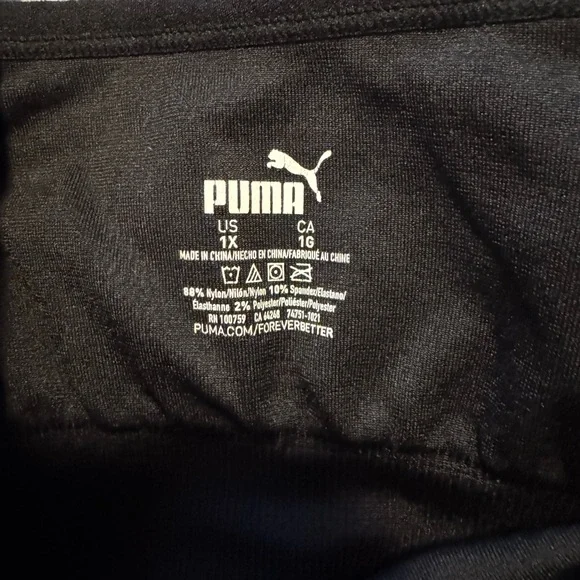 PUMA
US CA
1X 1G
MADE IN CHINA/HECHO EN CHINA/FABRIQUÉ AU CHINE
88% Nylon/Nilón/Nylon 10% Spandex/Elastano/
Élasthanne 2% Polyester/Poliéster/Polyester
RN 100759 CA 64248 74751-1021
PUMA.COM/FOREVERBETTER